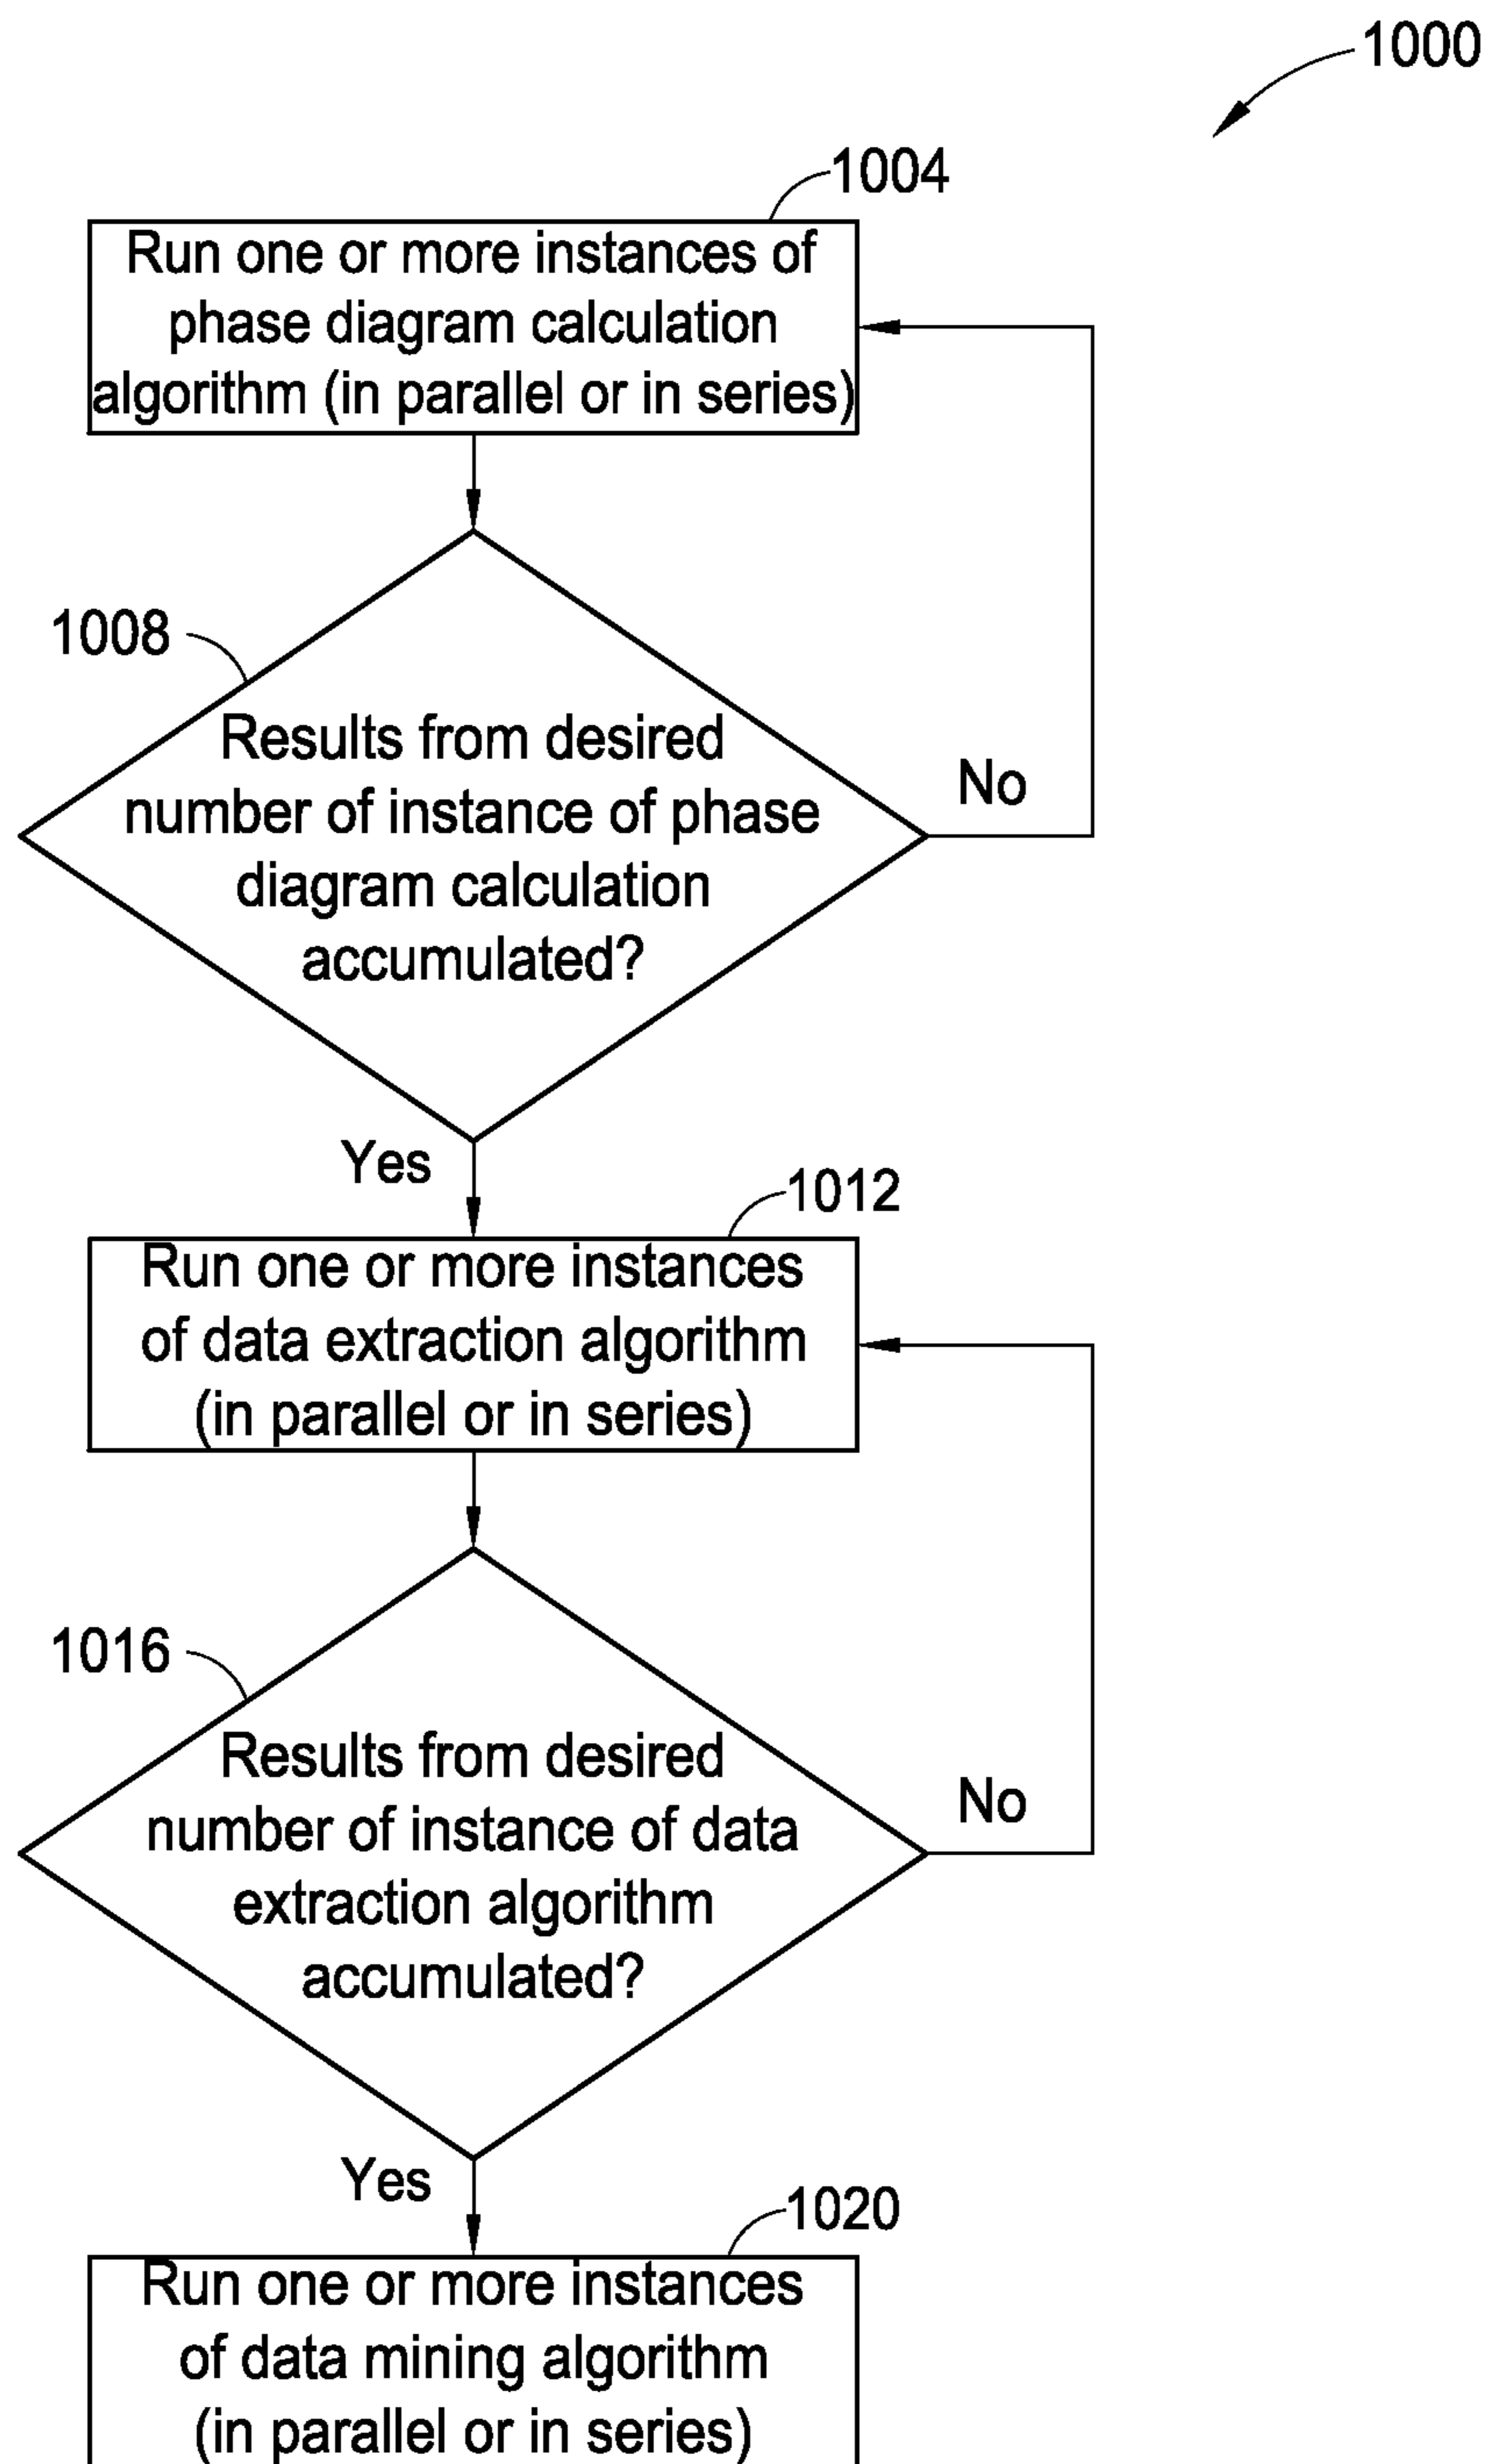 1000
1004
Run one or more instances of
phase diagram calculation
algorithm (in parallel or in series)
1008
Results from desired
number of instance of phase
diagram calculation
accumulated?
No
Yes
1012
Run one or more instances
of data extraction algorithm
(in parallel or in series)
1016
Results from desired
number of instance of data
extraction algorithm
accumulated?
No
Yes
1020
Run one or more instances
of data mining algorithm
(in parallel or in series)